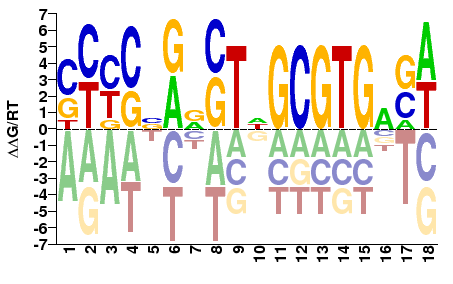 7
6
5
4
3
2
1
0
-1
-2
-3
-4
-5
-6
-7
ΔΔG/RT
C G T A
C T A G
C T G A
C G A T
C G T
G A C T
G A C T
C G A T
T A C G
A T G
G A C T
C A G T
G A C T
T A C G
G A C T
A C G T
G C A T
A T C G
1 2 3 4 5 6 7 8 9 10 11 12 13 14 15 16 17 18